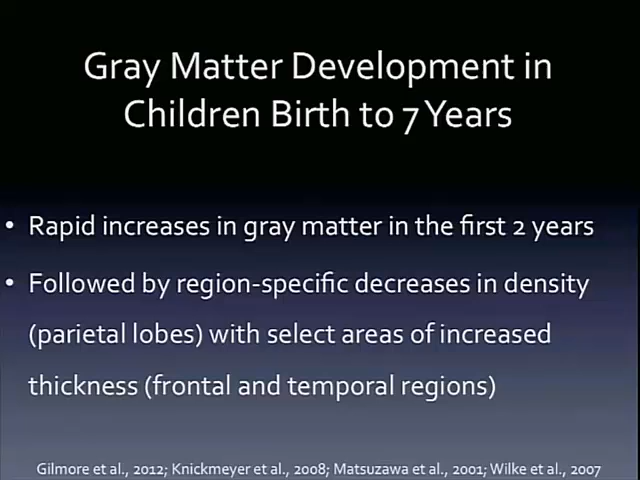 Gray Matter Development in
Children Birth to 7 Years
• Rapid increases in gray matter in the first 2 years
• Followed by region-specific decreases in density
(parietal lobes) with select areas of increased
thickness (frontal and temporal regions)
Gilmore et al., 2012; Knickmeyer et al., 2008; Matsuzawa et al., 2001; Wilke et al., 2007